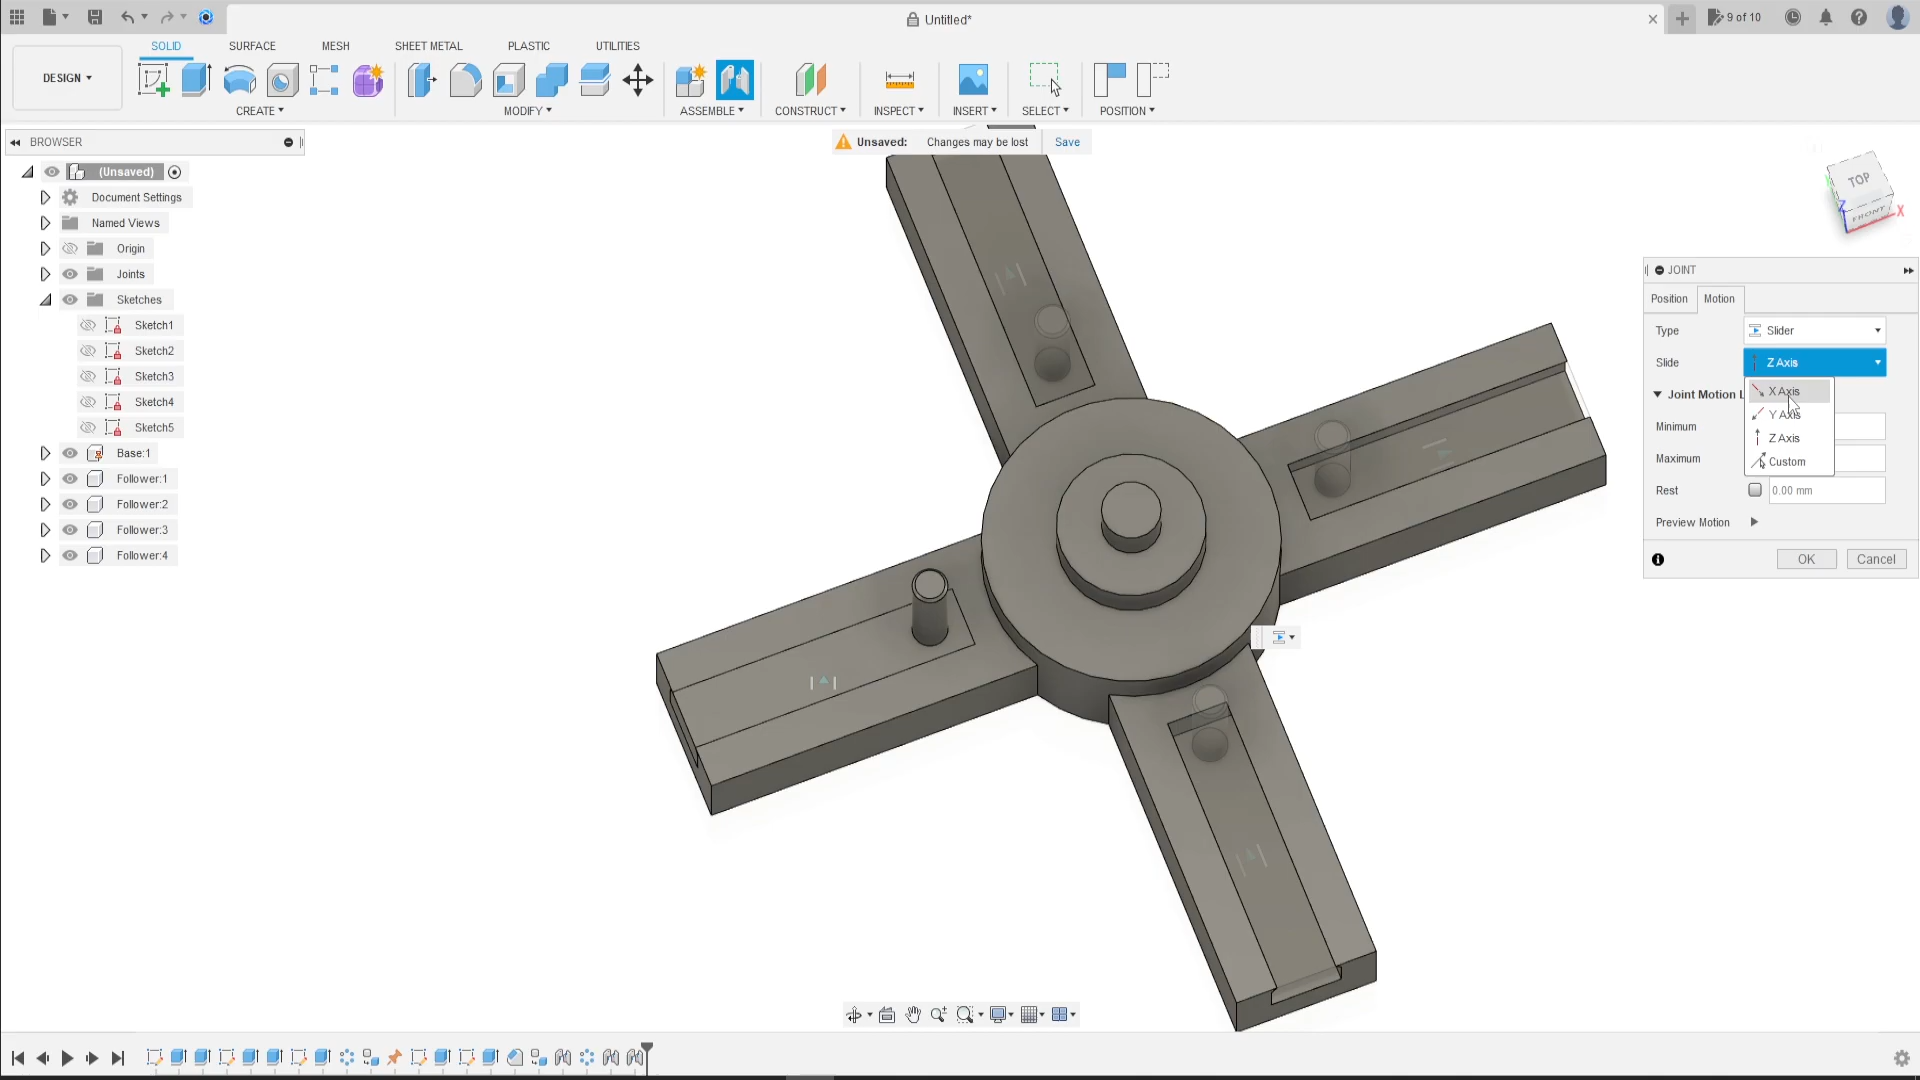 Untitled*
9 of 10
DESIGN
SOLID
SURFACE
MESH
SHEET METAL
PLASTIC
UTILITIES
CREATE
MODIFY
ASSEMBLE
CONSTRUCT
INSPECT
INSERT
SELECT
POSITION
BROWSER
Unsaved: Changes may be lost Save
(Unsaved)
Document Settings
Named Views
Origin
Joints
Sketches
Sketch1
Sketch2
Sketch3
Sketch4
Sketch5
Base:1
Follower:1
Follower:2
Follower:3
Follower:4
TOP
FRONT
Z
X
JOINT
Position Motion
Type Slider
Slide Z Axis
X Axis
Joint Motion L
Y Axis
Minimum
Z Axis
Maximum
Custom
Rest 0.00 mm
Preview Motion
OK Cancel